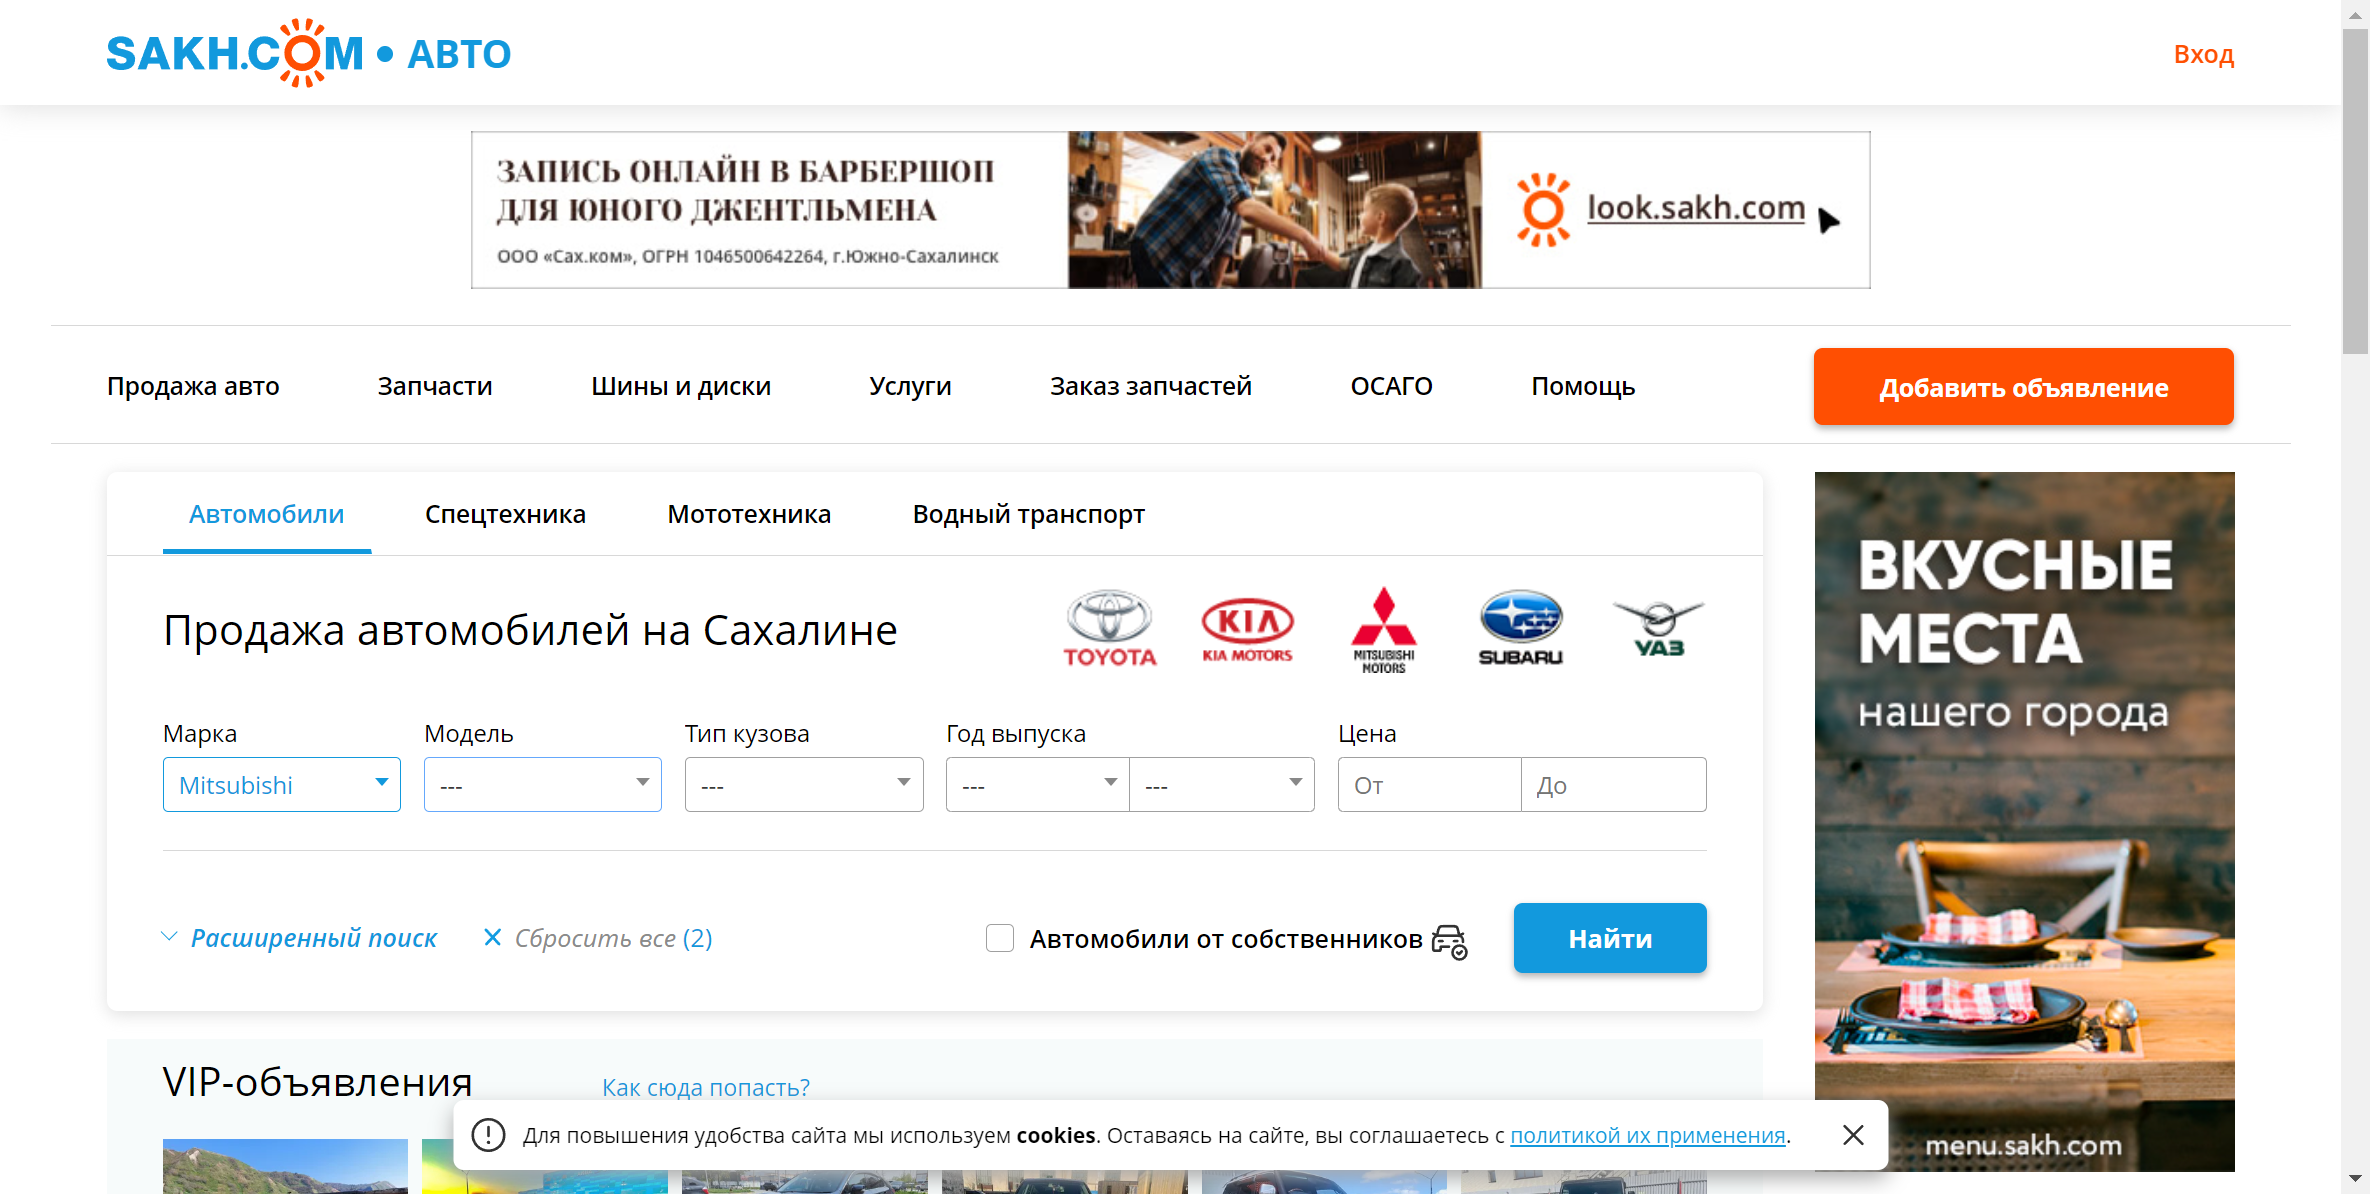 SAKH.COM • АВТО
Вход
ЗАПИСЬ ОНЛАЙН В БАРБЕРШОП
ДЛЯ ЮНОГО ДЖЕНТЛЬМЕНА
ООО «Сах.ком», ОГРН 1046500642264, г.Южно-Сахалинск
look.sakh.com
Продажа авто
Запчасти
Шины и диски
Услуги
Заказ запчастей
ОСАГО
Помощь
Добавить объявление
Автомобили
Спецтехника
Мототехника
Водный транспорт
Продажа автомобилей на Сахалине
TOYOTA
KIA
KIA MOTORS
MITSUBISHI
MOTORS
SUBARU
УАЗ
Марка
Модель
Тип кузова
Год выпуска
Цена
Mitsubishi
---
---
---
---
От
До
Расширенный поиск
Сбросить все (2)
Автомобили от собственников
Найти
ВКУСНЫЕ
МЕСТА
нашего города
menu.sakh.com
VIP-объявления
Как сюда попасть?
Для повышения удобства сайта мы используем cookies. Оставаясь на сайте, вы соглашаетесь с политикой их применения.